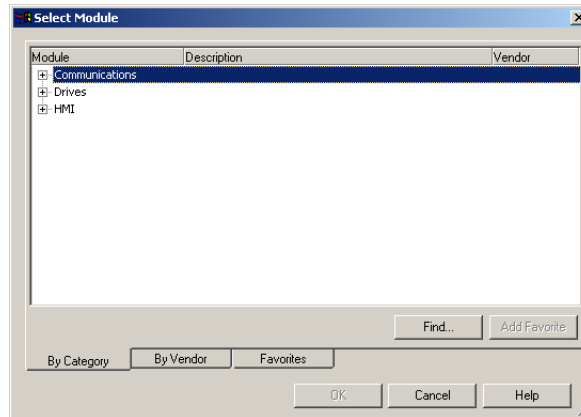 Select Module
Module Description Vendor
Communications
Drives
HMI
Find... Add Favorite
By Category By Vendor Favorites
OK Cancel Help